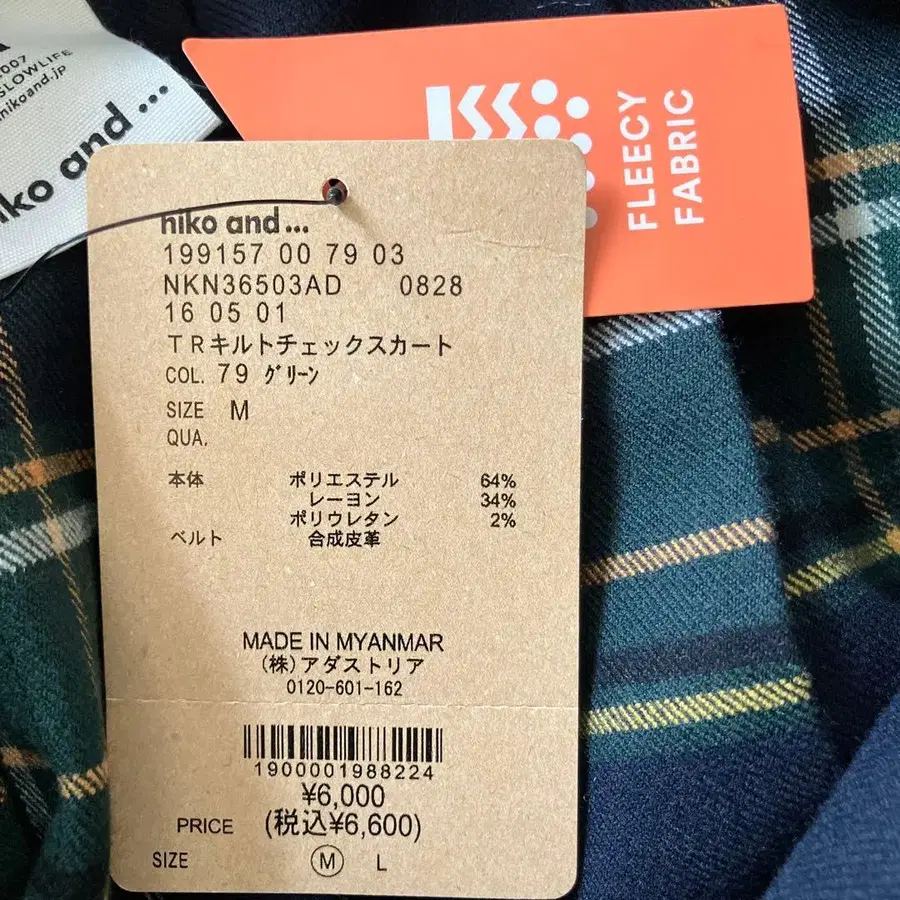 007
SLOWLIFE
nikoand.jp
niko and ...
FLEECY
FABRIC
niko and ...
199157 00 79 03
NKN36503AD 0828
16 05 01
TRキルトチェックスカート
COL. 79 グリーン
SIZE M
QUA.
本体 ポリエステル 64%
レーヨン 34%
ポリウレタン 2%
ベルト 合成皮革
MADE IN MYANMAR
(株)アダストリア
0120-601-162
1900001988224
¥6,000
PRICE (税込¥6,600)
SIZE M L